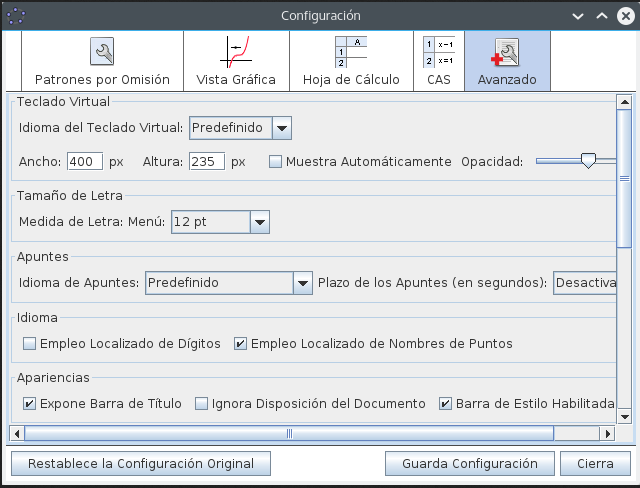 Configuración
Patrones por Omisión
Vista Gráfica
A
1
2
Hoja de Cálculo
1 x-1
2 x=1
CAS
Avanzado
Teclado Virtual
Idioma del Teclado Virtual: Predefinido
Ancho: 400 px Altura: 235 px Muestra Automáticamente Opacidad:
Tamaño de Letra
Medida de Letra: Menú: 12 pt
Apuntes
Idioma de Apuntes: Predefinido Plazo de los Apuntes (en segundos): Desactiva
Idioma
Empleo Localizado de Dígitos Empleo Localizado de Nombres de Puntos
Apariencias
Expone Barra de Título Ignora Disposición del Documento Barra de Estilo Habilitada
Restablece la Configuración Original Guarda Configuración Cierra